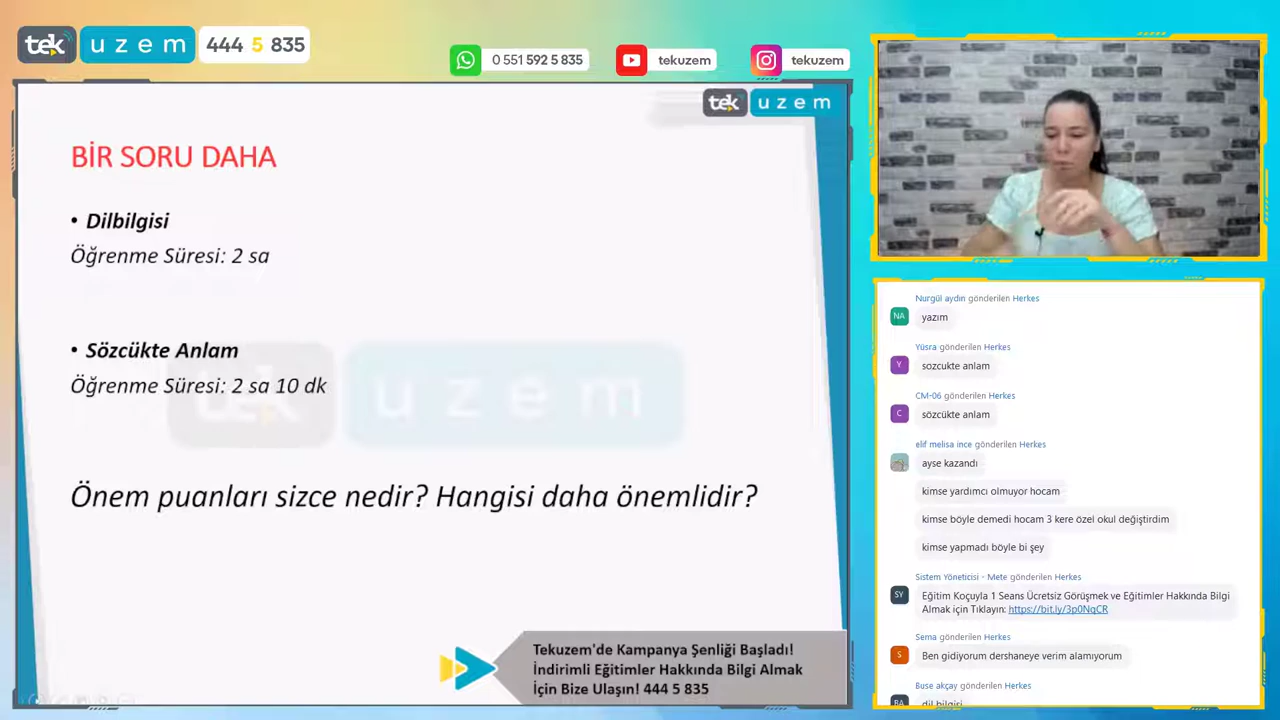 tek uzem 444 5 835
0 551 592 5 835
tekuzem
tekuzem
tek uzem
BİR SORU DAHA
• Dilbilgisi
Öğrenme Süresi: 2 sa
• Sözcükte Anlam
Öğrenme Süresi: 2 sa 10 dk
uzem
Önem puanları sizce nedir? Hangisi daha önemlidir?
Tekuzem'de Kampanya Şenliği Başladı!
İndirimli Eğitimler Hakkında Bilgi Almak
İçin Bize Ulaşın! 444 5 835
Nurgül aydın gönderilen Herkes
NA
yazım
Yüsra gönderilen Herkes
Y
sozcukte anlam
CM-06 gönderilen Herkes
C
sözcükte anlam
elif melisa ince gönderilen Herkes
ayse kazandı
kimse yardımcı olmuyor hocam
kimse böyle demedi hocam 3 kere özel okul değiştirdim
kimse yapmadı böyle bi şey
Sistem Yöneticisi - Mete gönderilen Herkes
SY
Eğitim Koçuyla 1 Seans Ücretsiz Görüşmek ve Eğitimler Hakkında Bilgi
Almak için Tıklayın: https://bit.ly/3p0NqCR
Sema gönderilen Herkes
S
Ben gidiyorum dershaneye verim alamıyorum
Buse akçay gönderilen Herkes
BA
dil bilgisi